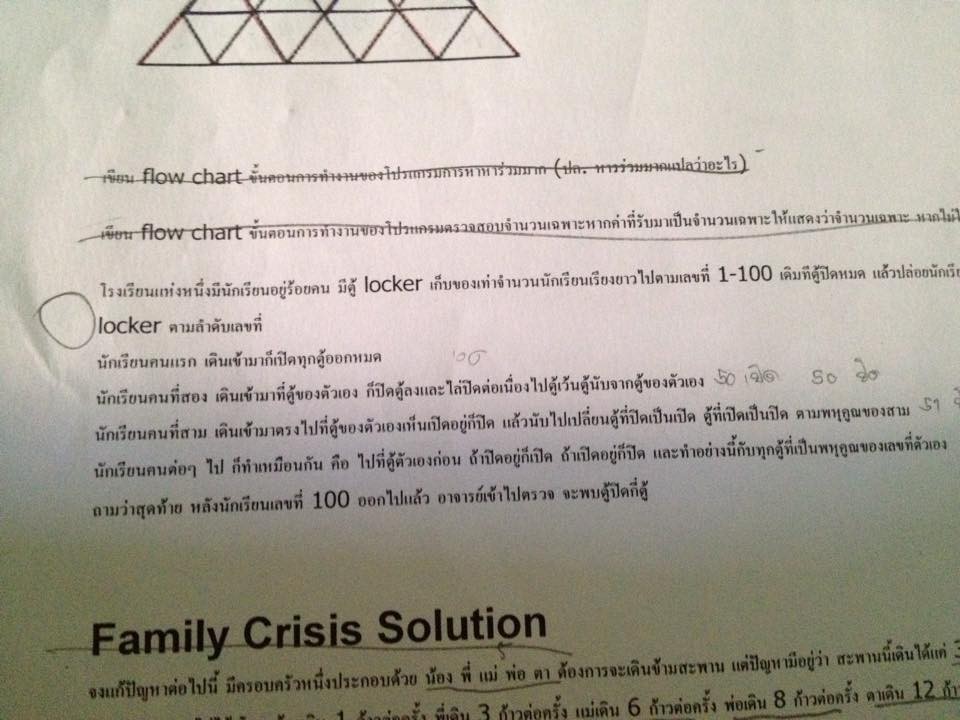 เขียน flow chart ขั้นตอนการทำงานของโปรแกรมการหาหารร่วมมาก (ปล. หารร่วมมากแปลว่าอะไร)
เขียน flow chart ขั้นตอนการทำงานของโปรแกรมตรวจสอบจำนวนเฉพาะหากค่าที่รับมาเป็นจำนวนเฉพาะให้แสดงว่าจำนวนเฉพาะ หากไม่
โรงเรียนแห่งหนึ่งมีนักเรียนอยู่ร้อยคน มีตู้ locker เก็บของเท่าจำนวนนักเรียนเรียงยาวไปตามเลขที่ 1-100 เดิมทีตู้ปิดหมด แล้วปล่อยนักเรีย
locker ตามลำดับเลขที่
นักเรียนคนแรก เดินเข้ามาก็เปิดทุกตู้ออกหมด
นักเรียนคนที่สอง เดินเข้ามาที่ตู้ของตัวเอง ก็ปิดตู้ลงและไล่ปิดต่อเนื่องไปตู้เว้นตู้นับจากตู้ของตัวเอง 50 เปิด 50 ปิด
นักเรียนคนที่สาม เดินเข้ามาตรงไปที่ตู้ของตัวเองเห็นเปิดอยู่ก็ปิด แล้วนับไปเปลี่ยนตู้ที่ปิดเป็นเปิด ตู้ที่เปิดเป็นปิด ตามพหุคูณของสาม
นักเรียนคนต่อๆ ไป ก็ทำเหมือนกัน คือ ไปที่ตู้ตัวเองก่อน ถ้าปิดอยู่ก็เปิด ถ้าเปิดอยู่ก็ปิด และทำอย่างนี้กับทุกตู้ที่เป็นพหุคูณของเลขที่ตัวเอง
ถามว่าสุดท้าย หลังนักเรียนเลขที่ 100 ออกไปแล้ว อาจารย์เข้าไปตรวจ จะพบตู้ปิดกี่ตู้
Family Crisis Solution
จงแก้ปัญหาต่อไปนี้ มีครอบครัวหนึ่งประกอบด้วย น้อง พี่ แม่ พ่อ ตา ต้องการจะเดินข้ามสะพาน แต่ปัญหามีอยู่ว่า สะพานนี้เดินได้แค่ 3
1 ก้าวต่อครั้ง พี่เดิน 3 ก้าวต่อครั้ง แม่เดิน 6 ก้าวต่อครั้ง พ่อเดิน 8 ก้าวต่อครั้ง ตาเดิน 12 ก้าว